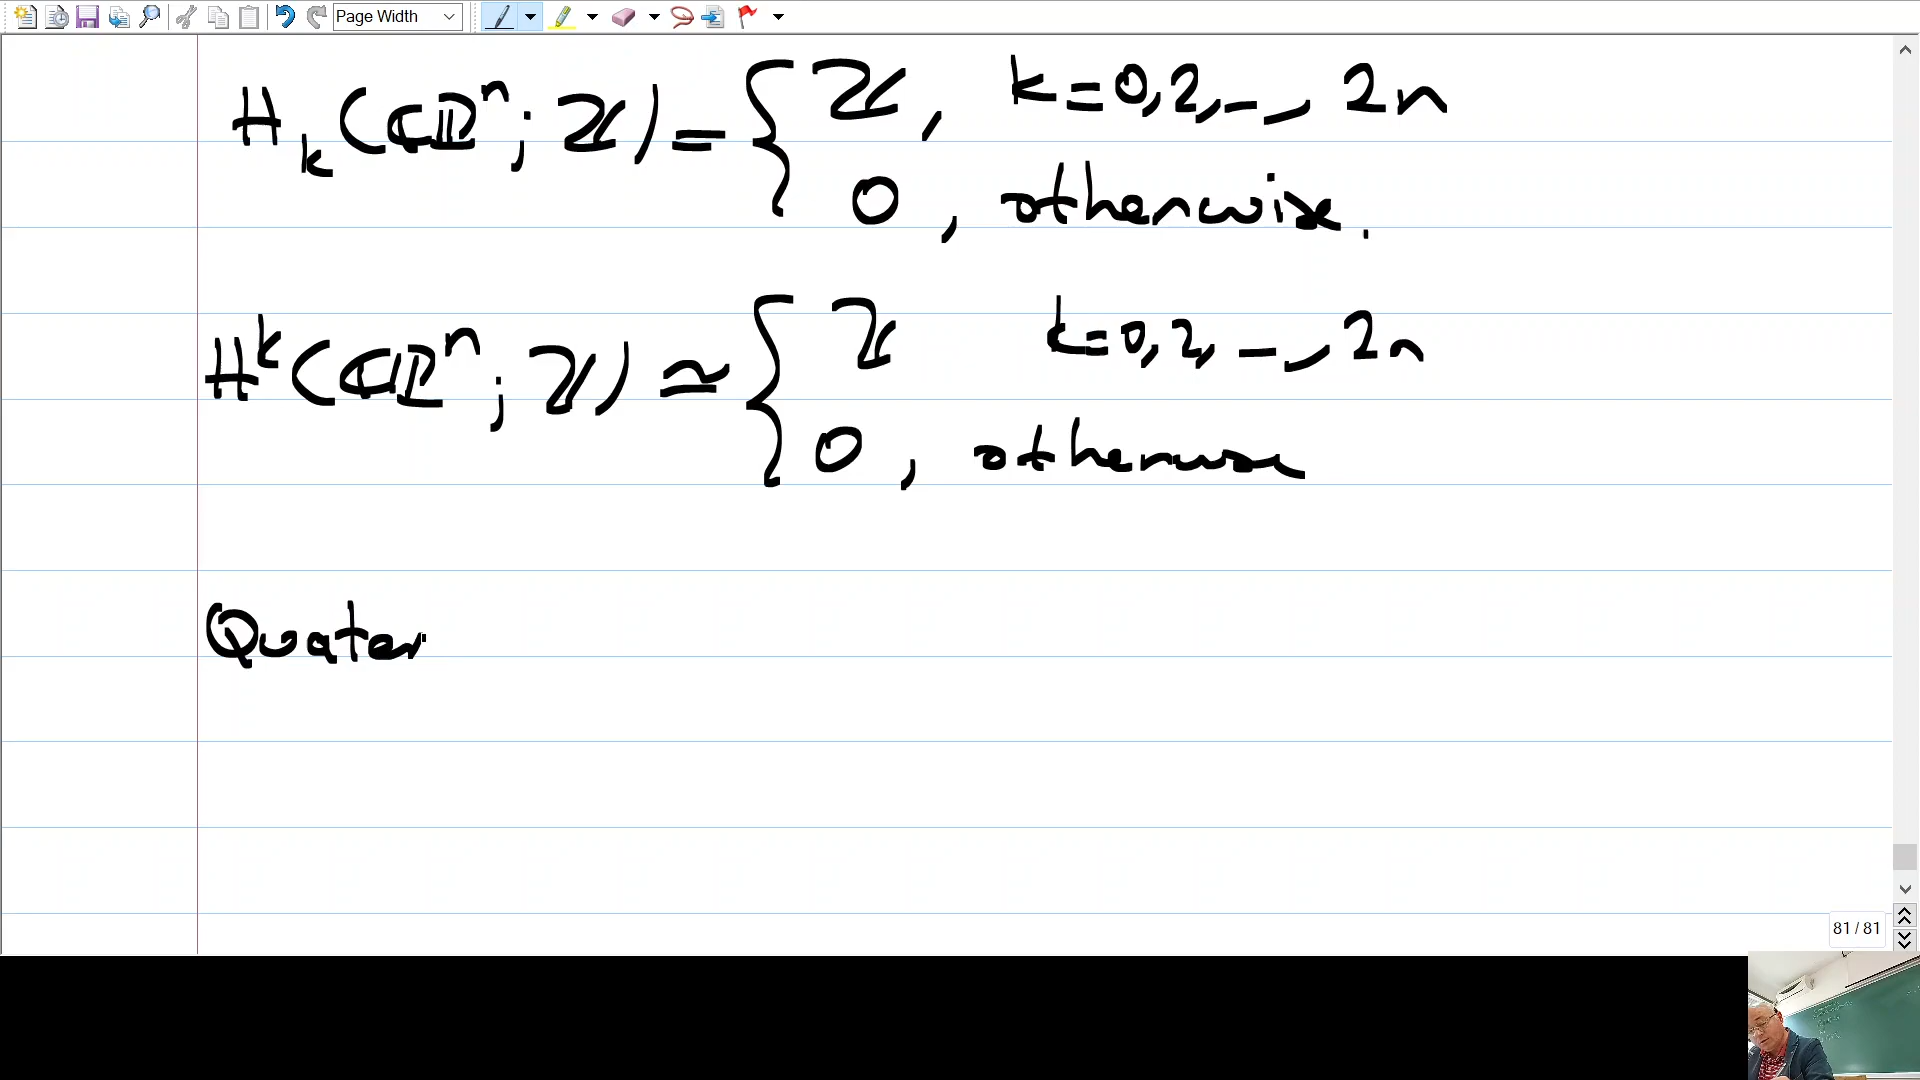 Page Width
H_k(ℂℙ^n; ℤ) = { ℤ, k=0,2,--, 2n
0, otherwise.
H^k(ℂℙ^n; ℤ) ≃ { ℤ k=0,2,--, 2n
0, otherwise
Quater
81 / 81